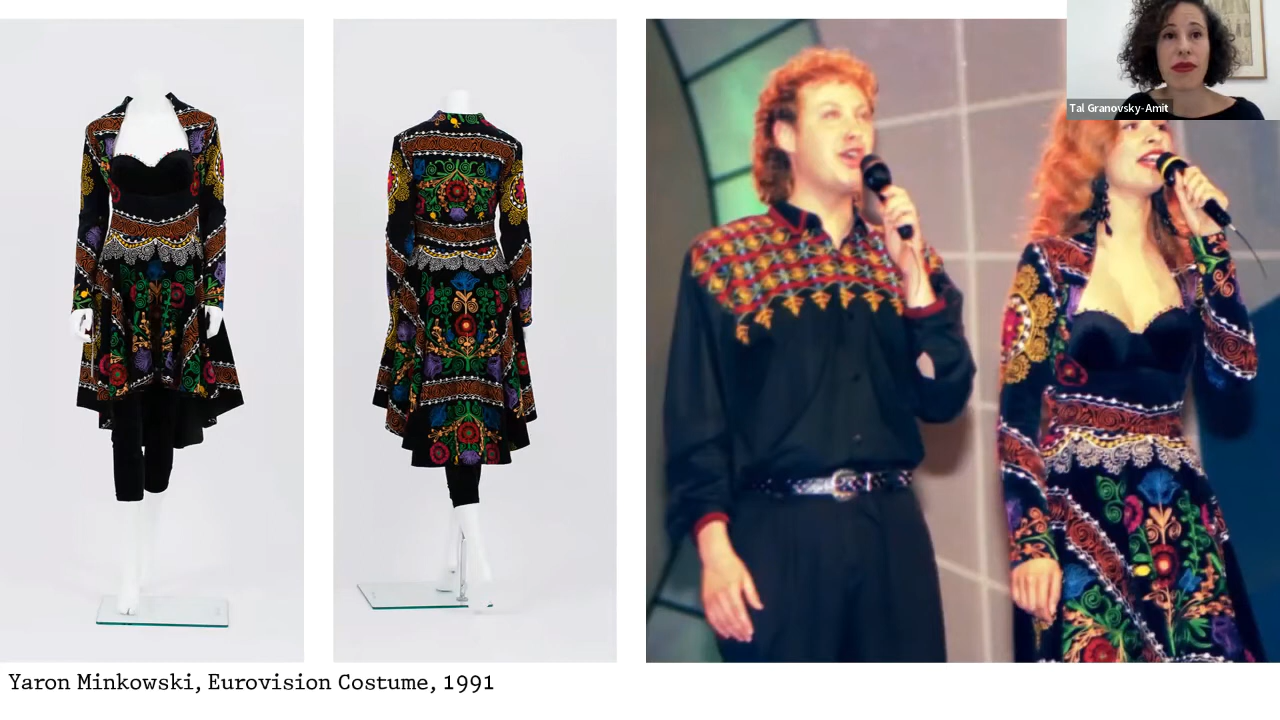 Tal Granovsky-Amit
Yaron Minkowski, Eurovision Costume, 1991